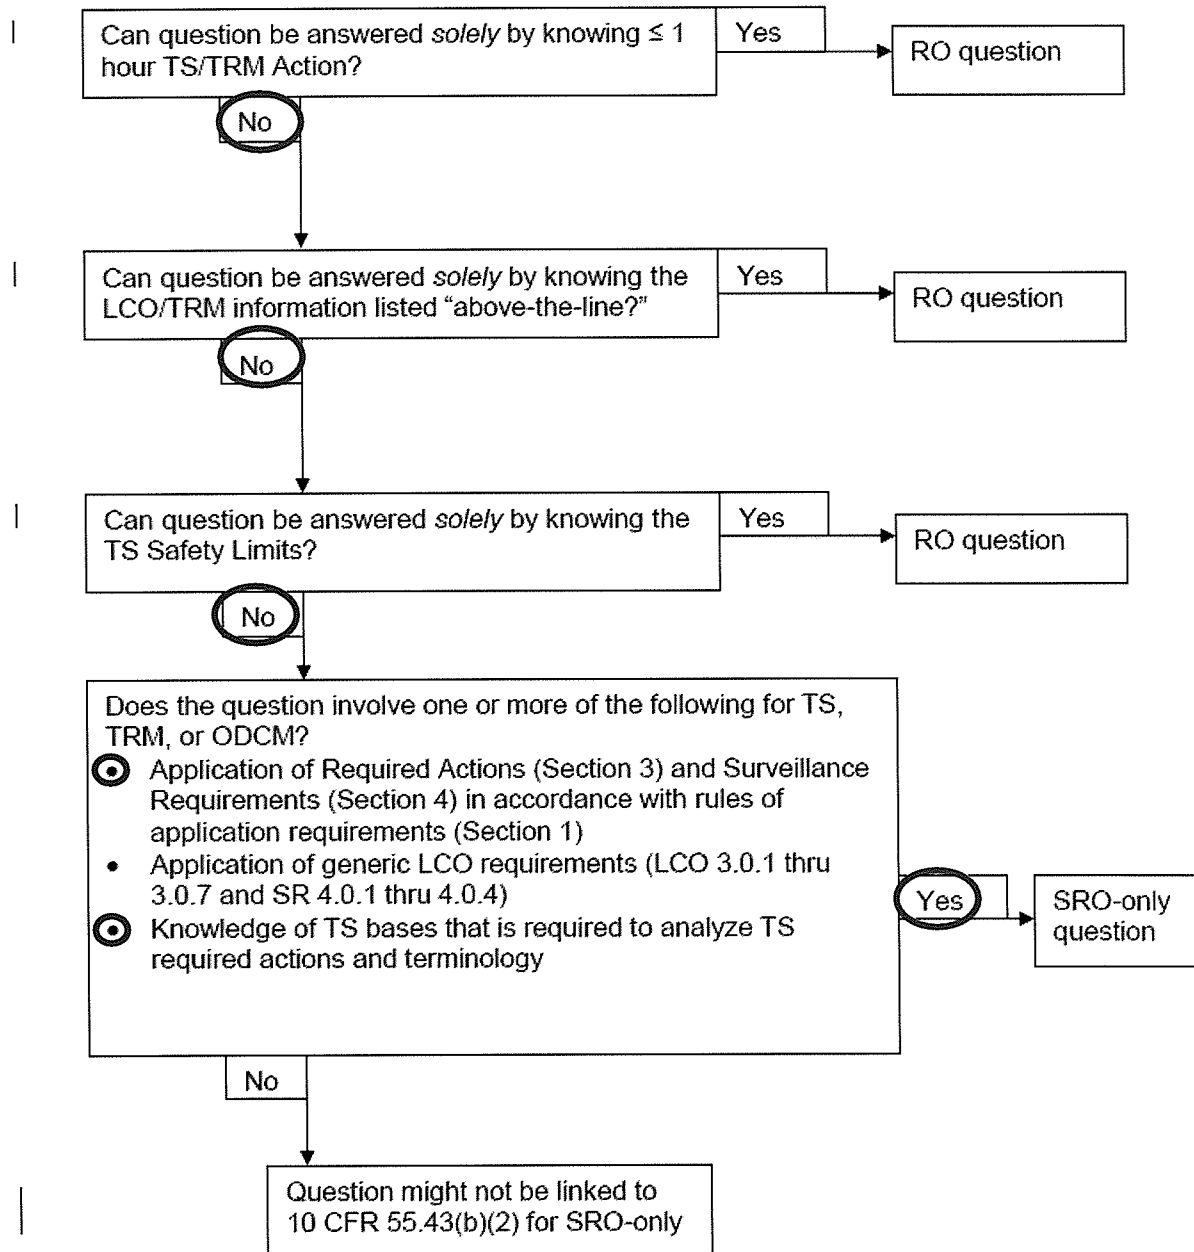 Can question be answered solely by knowing ≤ 1
hour TS/TRM Action?
Yes
RO question
No
Can question be answered solely by knowing the
LCO/TRM information listed “above-the-line?”
Yes
RO question
No
Can question be answered solely by knowing the
TS Safety Limits?
Yes
RO question
No
Does the question involve one or more of the following for TS,
TRM, or ODCM?
• Application of Required Actions (Section 3) and Surveillance
Requirements (Section 4) in accordance with rules of
application requirements (Section 1)
• Application of generic LCO requirements (LCO 3.0.1 thru
3.0.7 and SR 4.0.1 thru 4.0.4)
• Knowledge of TS bases that is required to analyze TS
required actions and terminology
Yes
SRO-only
question
No
Question might not be linked to
10 CFR 55.43(b)(2) for SRO-only